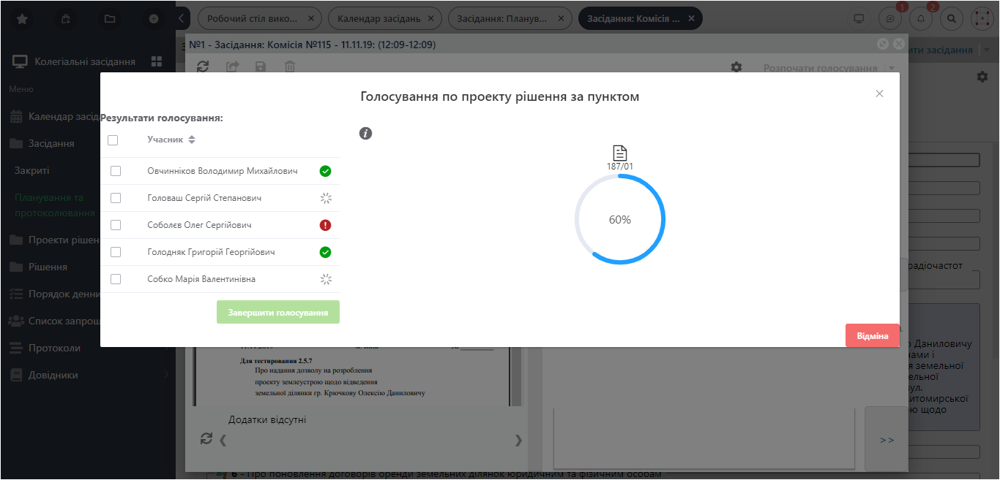 Робочий стіл вико...
Календар засідань
Засідання: Планув...
Засідання: Комісія ...
1
2
Колегіальні засідання
№1 - Засідання: Комісія №115 - 11.11.19: (12:09-12:09)
ити засідання
Розпочати голосування
Меню
Календар засід
Засідання
Закриті
Планування та
протоколювання
Проекти рішен
Рішення
Порядок денни
Список запрош
Протоколи
Довідники
Голосування по проекту рішення за пунктом
Результати голосування:
Учасник
Овчинніков Володимир Михайлович
Головаш Сергій Степанович
Соболєв Олег Сергійович
Голодняк Григорій Георгійович
Собко Марія Валентинівна
Завершити голосування
187/01
60%
Відміна
Для тестирования 2.5.7
Про надання дозволу на розроблення
проекту землеустрою щодо відведення
земельної ділянки гр. Крючкову Олексію Даниловичу
Додатки відсутні
радіочастот
о Даниловичу
нами і
я земельної
ельної
вул.
итомирської
ю щодо
>>
6 - Про поновлення договорів оренди земельних ділянок юридичним та фізичним особам